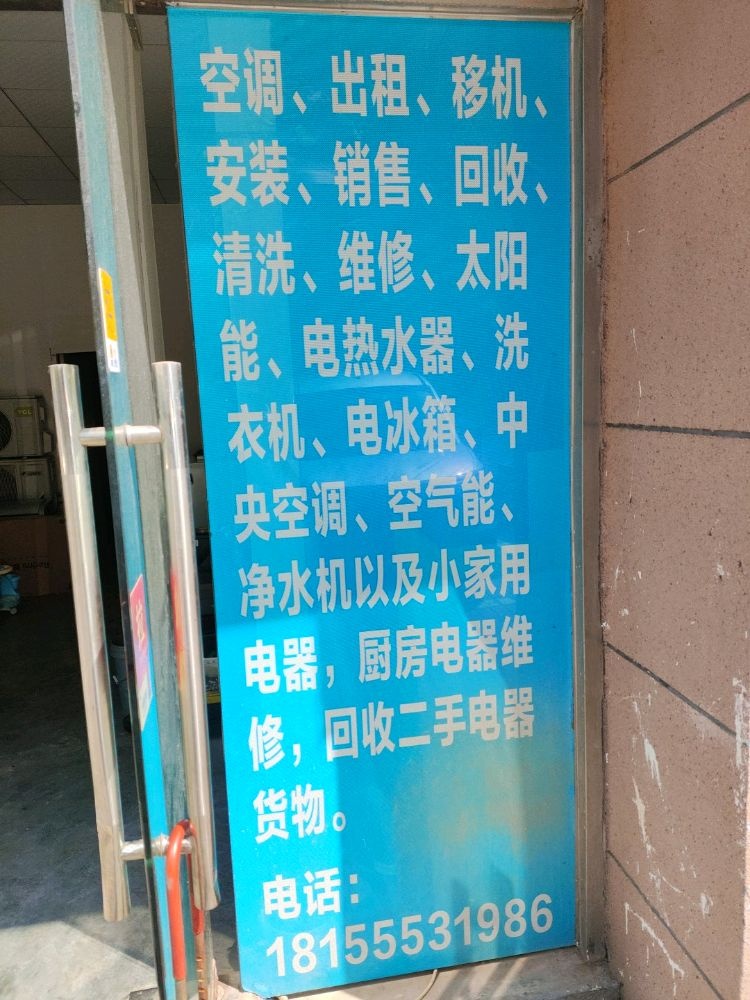 空调、出租、移机、
安装、销售、回收、
清洗、维修、太阳
能、电热水器、洗
衣机、电冰箱、中
央空调、空气能、
净水机以及小家用
电器，厨房电器维
修，回收二手电器
货物。
电话：
18155531986
TCL